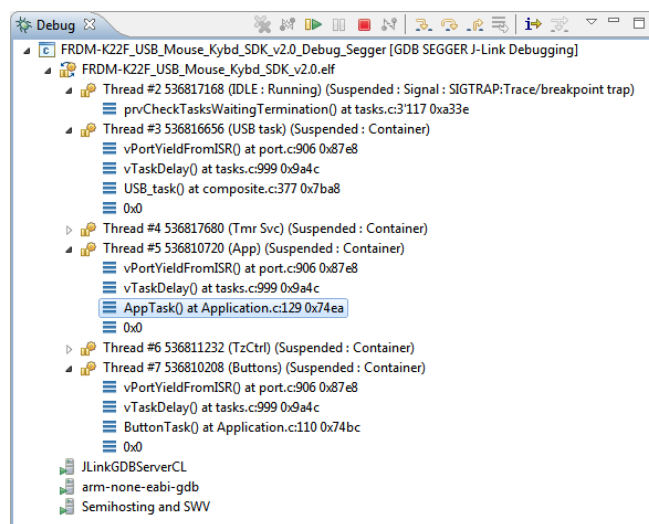 Debug
FRDM-K22F_USB_Mouse_Kybd_SDK_v2.0_Debug_Segger [GDB SEGGER J-Link Debugging]
FRDM-K22F_USB_Mouse_Kybd_SDK_v2.0.elf
Thread #2 536817168 (IDLE : Running) (Suspended : Signal : SIGTRAP:Trace/breakpoint trap)
prvCheckTasksWaitingTermination() at tasks.c:3'117 0xa33e
Thread #3 536816656 (USB task) (Suspended : Container)
vPortYieldFromISR() at port.c:906 0x87e8
vTaskDelay() at tasks.c:999 0x9a4c
USB_task() at composite.c:377 0x7ba8
0x0
Thread #4 536817680 (Tmr Svc) (Suspended : Container)
Thread #5 536810720 (App) (Suspended : Container)
vPortYieldFromISR() at port.c:906 0x87e8
vTaskDelay() at tasks.c:999 0x9a4c
AppTask() at Application.c:129 0x74ea
0x0
Thread #6 536811232 (TzCtrl) (Suspended : Container)
Thread #7 536810208 (Buttons) (Suspended : Container)
vPortYieldFromISR() at port.c:906 0x87e8
vTaskDelay() at tasks.c:999 0x9a4c
ButtonTask() at Application.c:110 0x74bc
0x0
JLinkGDBServerCL
arm-none-eabi-gdb
Semihosting and SWV